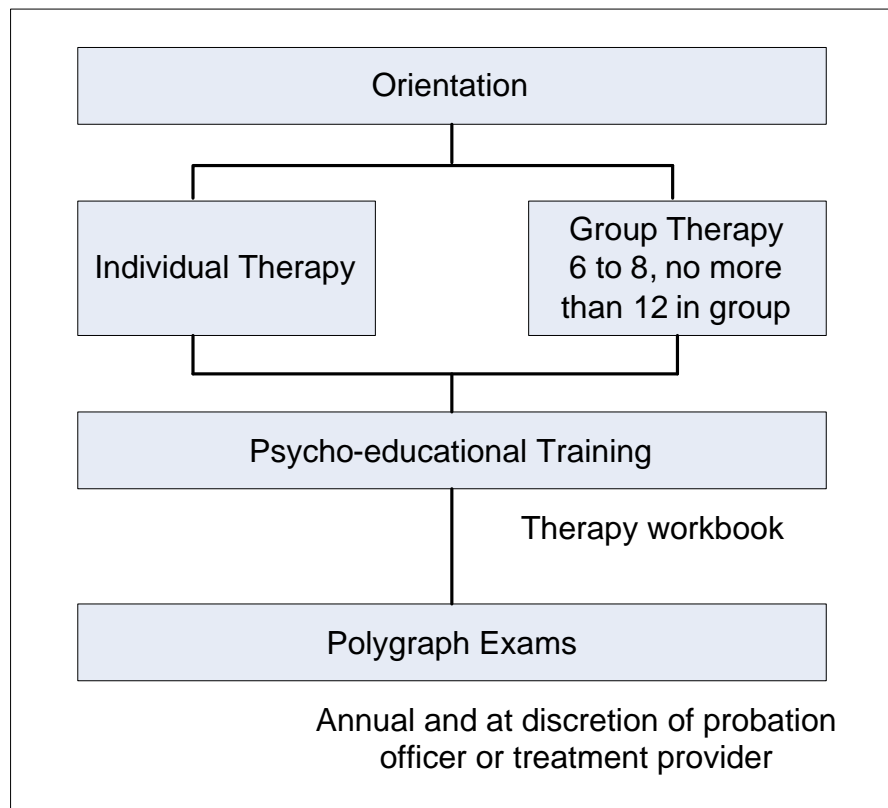 Orientation
Individual Therapy
Group Therapy
6 to 8, no more
than 12 in group
Psycho-educational Training
Therapy workbook
Polygraph Exams
Annual and at discretion of probation
officer or treatment provider